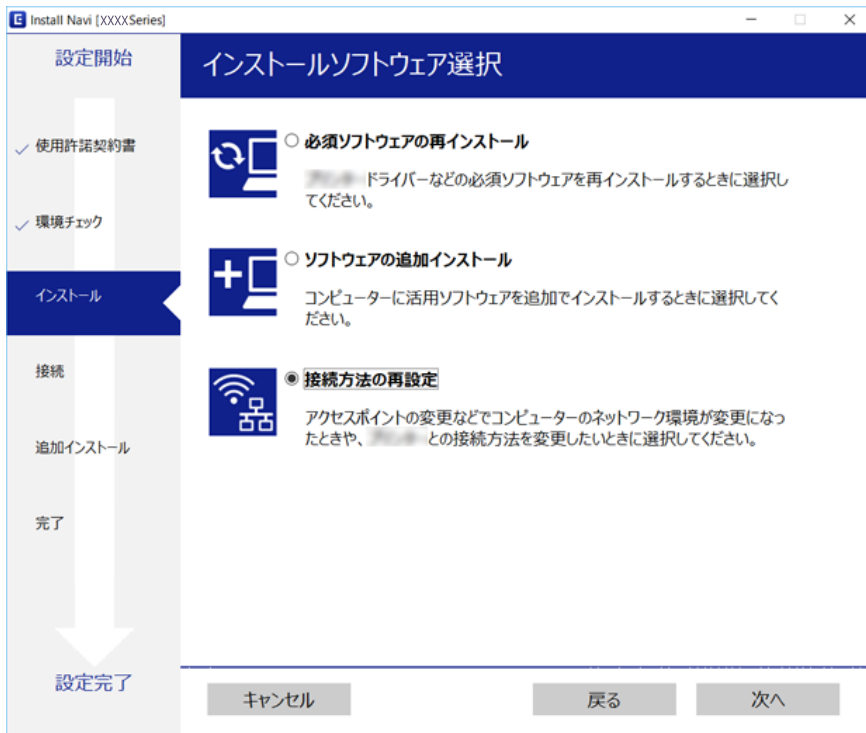 Install Navi [XXXXSeries]
設定開始
使用許諾契約書
環境チェック
インストール
接続
追加インストール
完了
設定完了
インストールソフトウェア選択
必須ソフトウェアの再インストール
ドライバーなどの必須ソフトウェアを再インストールするときに選択し
てください。
ソフトウェアの追加インストール
コンピューターに活用ソフトウェアを追加でインストールするときに選択してく
ださい。
接続方法の再設定
アクセスポイントの変更などでコンピューターのネットワーク環境が変更になっ
たときや、 との接続方法を変更したいときに選択してください。
キャンセル
戻る
次へ